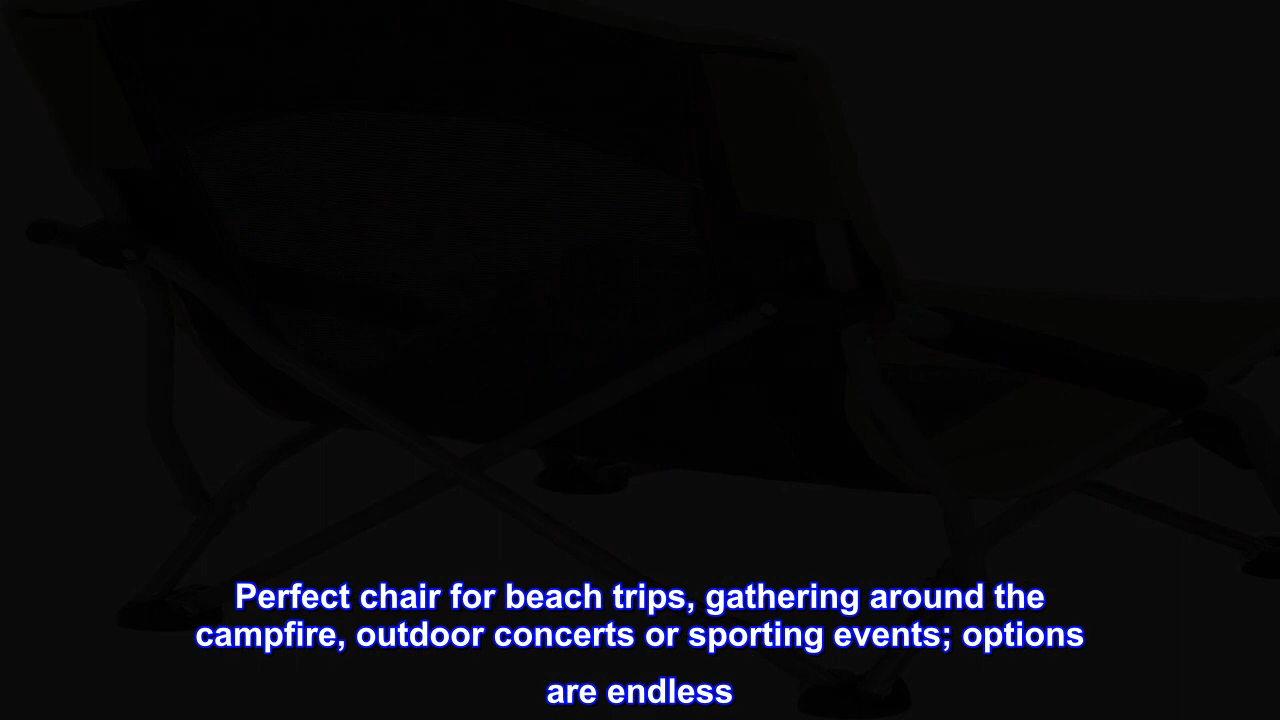 Perfect chair for beach trips, gathering around the
campfire, outdoor concerts or sporting events; options
are endless